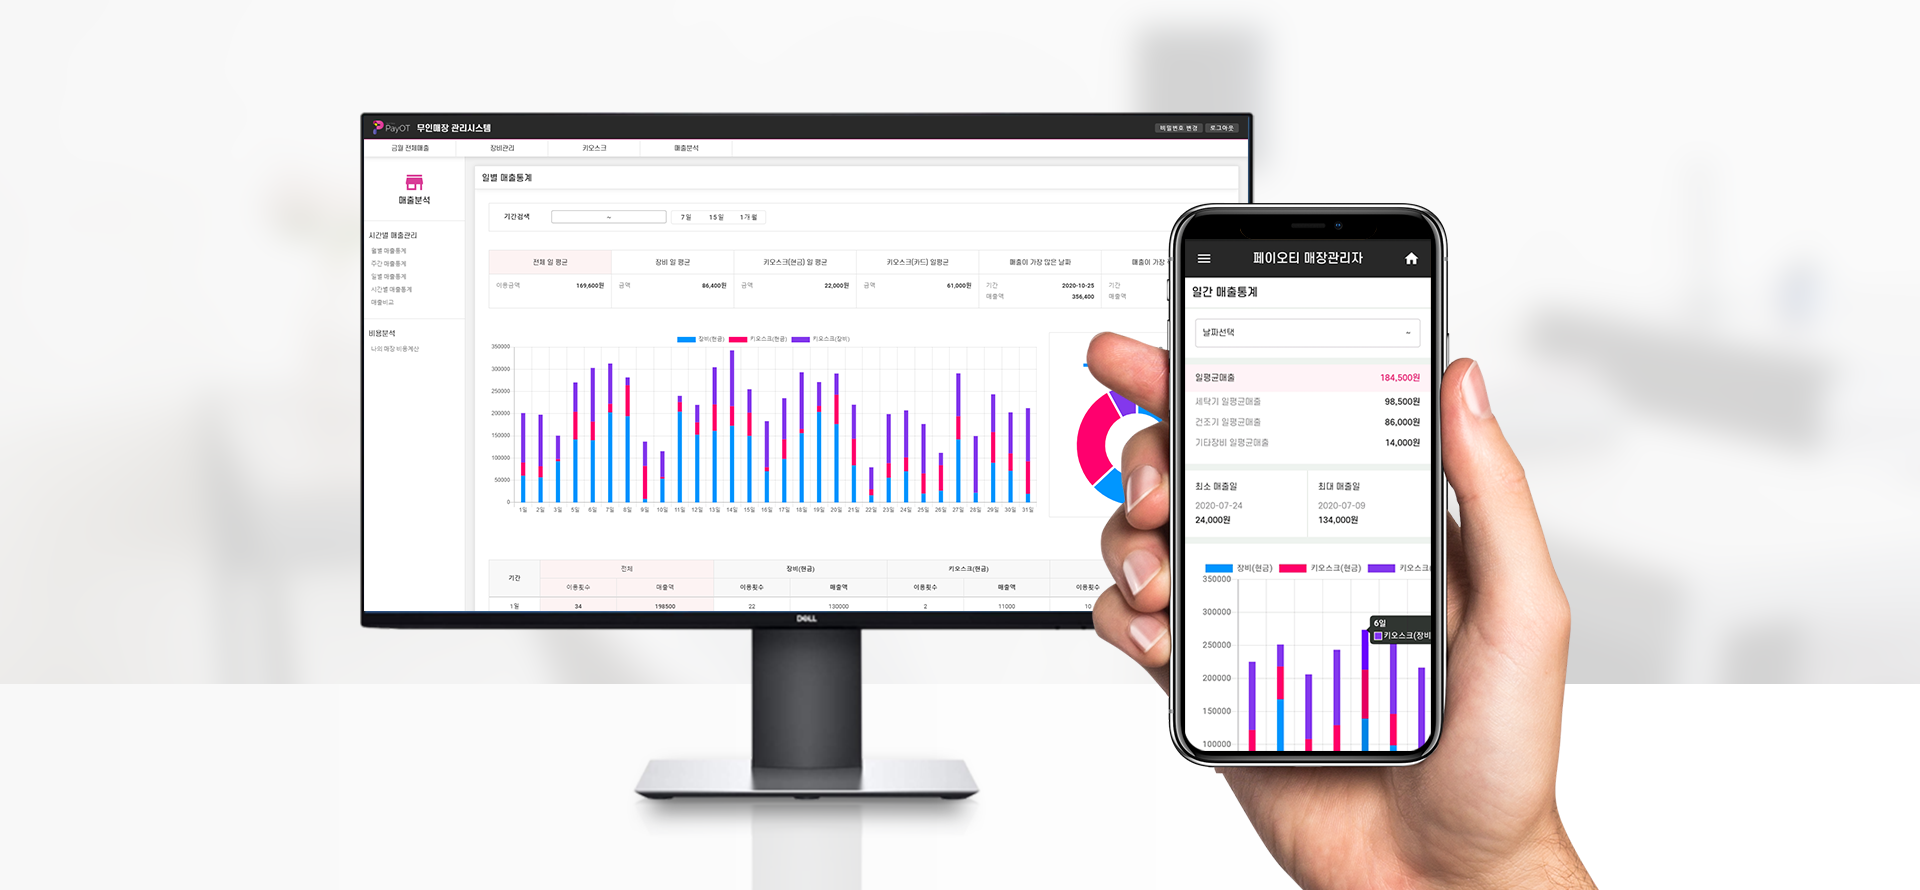 PayOT 무인매장 관리시스템
비밀번호 변경 로그아웃
금월 전체매출 장비관리 키오스크 매출분석
매출분석
시간별 매출관리
월별 매출통계
주간 매출통계
일별 매출통계
시간별 매출통계
매출비교
비용분석
나의 매장 비용계산
일별 매출통계
기간검색 ~ 7일 15일 1개월
전체 일 평균 장비 일 평균 키오스크(현금) 일 평균 키오스크(카드) 일평균 매출이 가장 많은 날짜 매출이 가장
이용금액 169,600원 금액 86,400원 금액 22,000원 금액 61,000원 기간 2020-10-25 기간
매출액 356,400 매출액
장비(현금) 키오스크(현금) 키오스크(장비)
350000
300000
250000
200000
150000
100000
50000
0
1일 2일 3일 5일 6일 7일 8일 9일 10일 11일 12일 13일 14일 15일 16일 17일 18일 19일 20일 21일 22일 23일 24일 25일 26일 27일 28일 29일 30일 31일
기간 전체 장비(현금) 키오스크(현금)
이용횟수 매출액 이용횟수 매출액 이용횟수 매출액 이용횟수
1일 34 198500 22 130000 2 11000 10
DELL
페이오티 매장관리자
일간 매출통계
날짜선택 ~
일평균매출 184,500원
세탁기 일평균매출 98,500원
건조기 일평균매출 86,000원
기타장비 일평균매출 14,000원
최소 매출일 최대 매출일
2020-07-24 2020-07-09
24,000원 134,000원
장비(현금) 키오스크(현금) 키오스크
350000
300000
250000
200000
150000
100000
6일
키오스크(장비